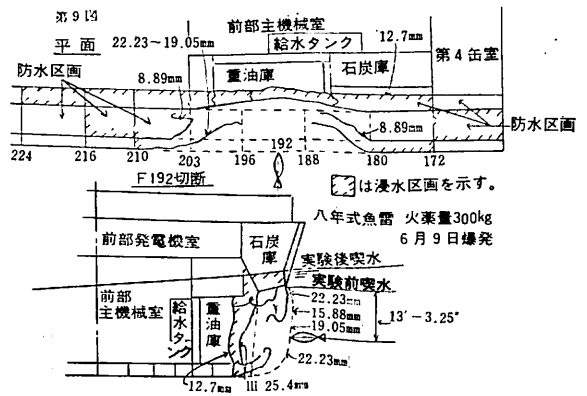 第9図
平面
前部主機械室
22.23～19.05mm
給水タンク
12.7mm
防水区画
8.89mm
重油庫
石炭庫
第4缶室
8.89mm
防水区画
192
224 216 210 203 196 188 180 172
F192切断
は浸水区画を示す。
八年式魚雷 火薬量300kg
6月9日爆発
前部発電機室
石炭庫
実験後喫水
実験前喫水
前部主機械室
給水タンク
重油庫
22.23mm
15.88mm
19.05mm
13′－3.25″
22.23mm
12.7mm
25.4mm